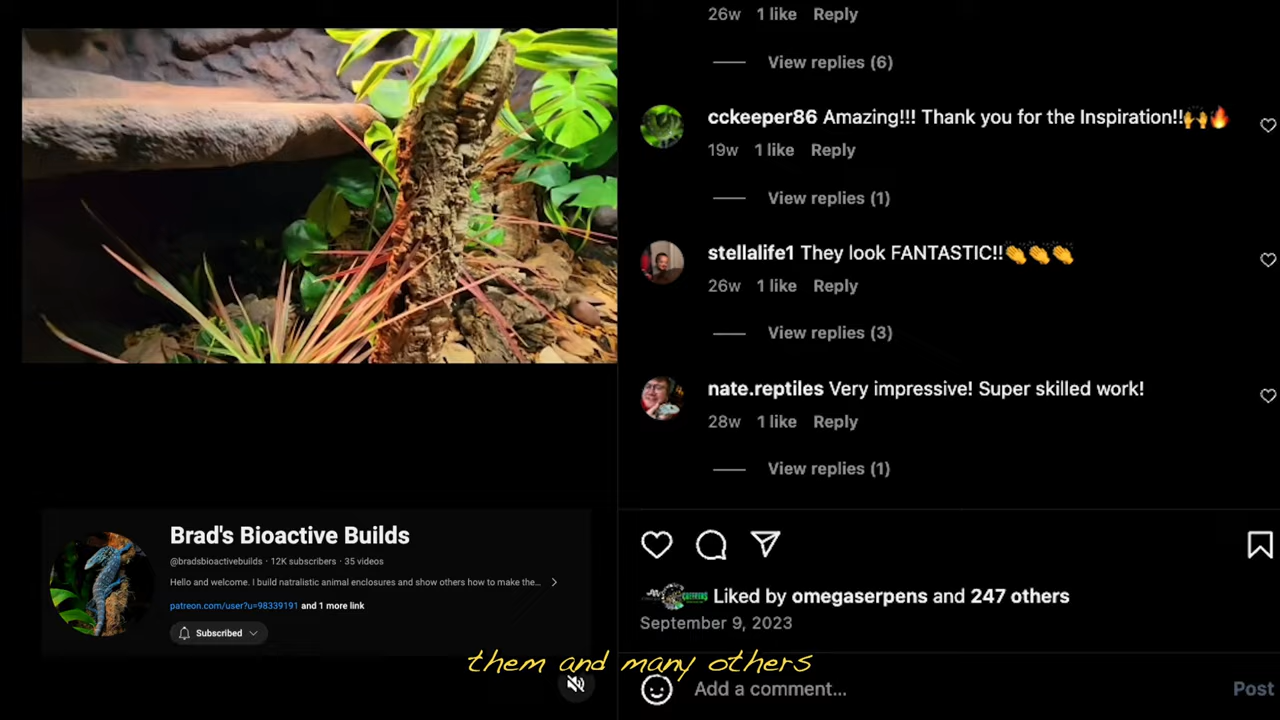 26w 1 like Reply
View replies (6)
cckeeper86 Amazing!!! Thank you for the Inspiration!!🙌🔥
19w 1 like Reply
View replies (1)
stellalife1 They look FANTASTIC!!👏👏👏
26w 1 like Reply
View replies (3)
nate.reptiles Very impressive! Super skilled work!
28w 1 like Reply
View replies (1)
Liked by omegaserpens and 247 others
September 9, 2023
Add a comment... Post
Brad's Bioactive Builds
@bradsbioactivebuilds · 12K subscribers · 35 videos
Hello and welcome. I build natralistic animal enclosures and show others how to make the...
patreon.com/user?u=98339191 and 1 more link
Subscribed
them and many others